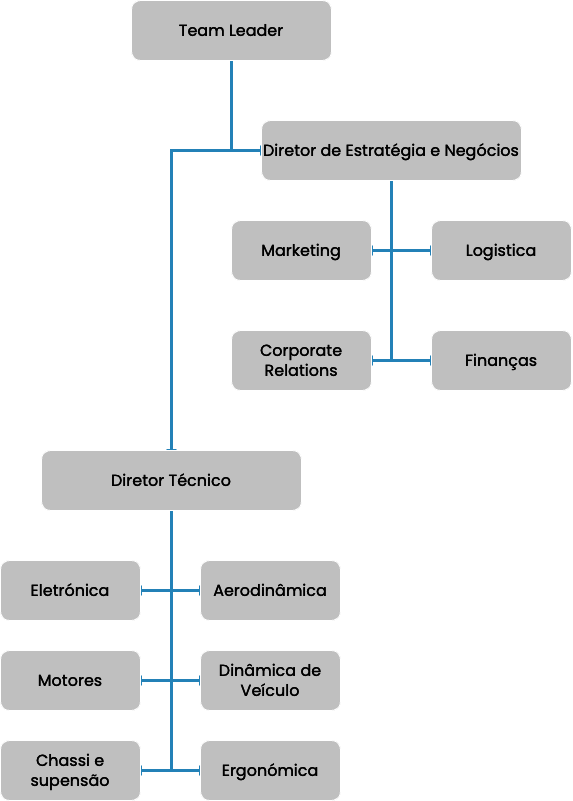 Team Leader
Diretor de Estratégia e Negócios
Marketing
Logistica
Corporate
Relations
Finanças
Diretor Técnico
Eletrónica
Aerodinâmica
Motores
Dinâmica de
Veículo
Chassi e
supensão
Ergonómica